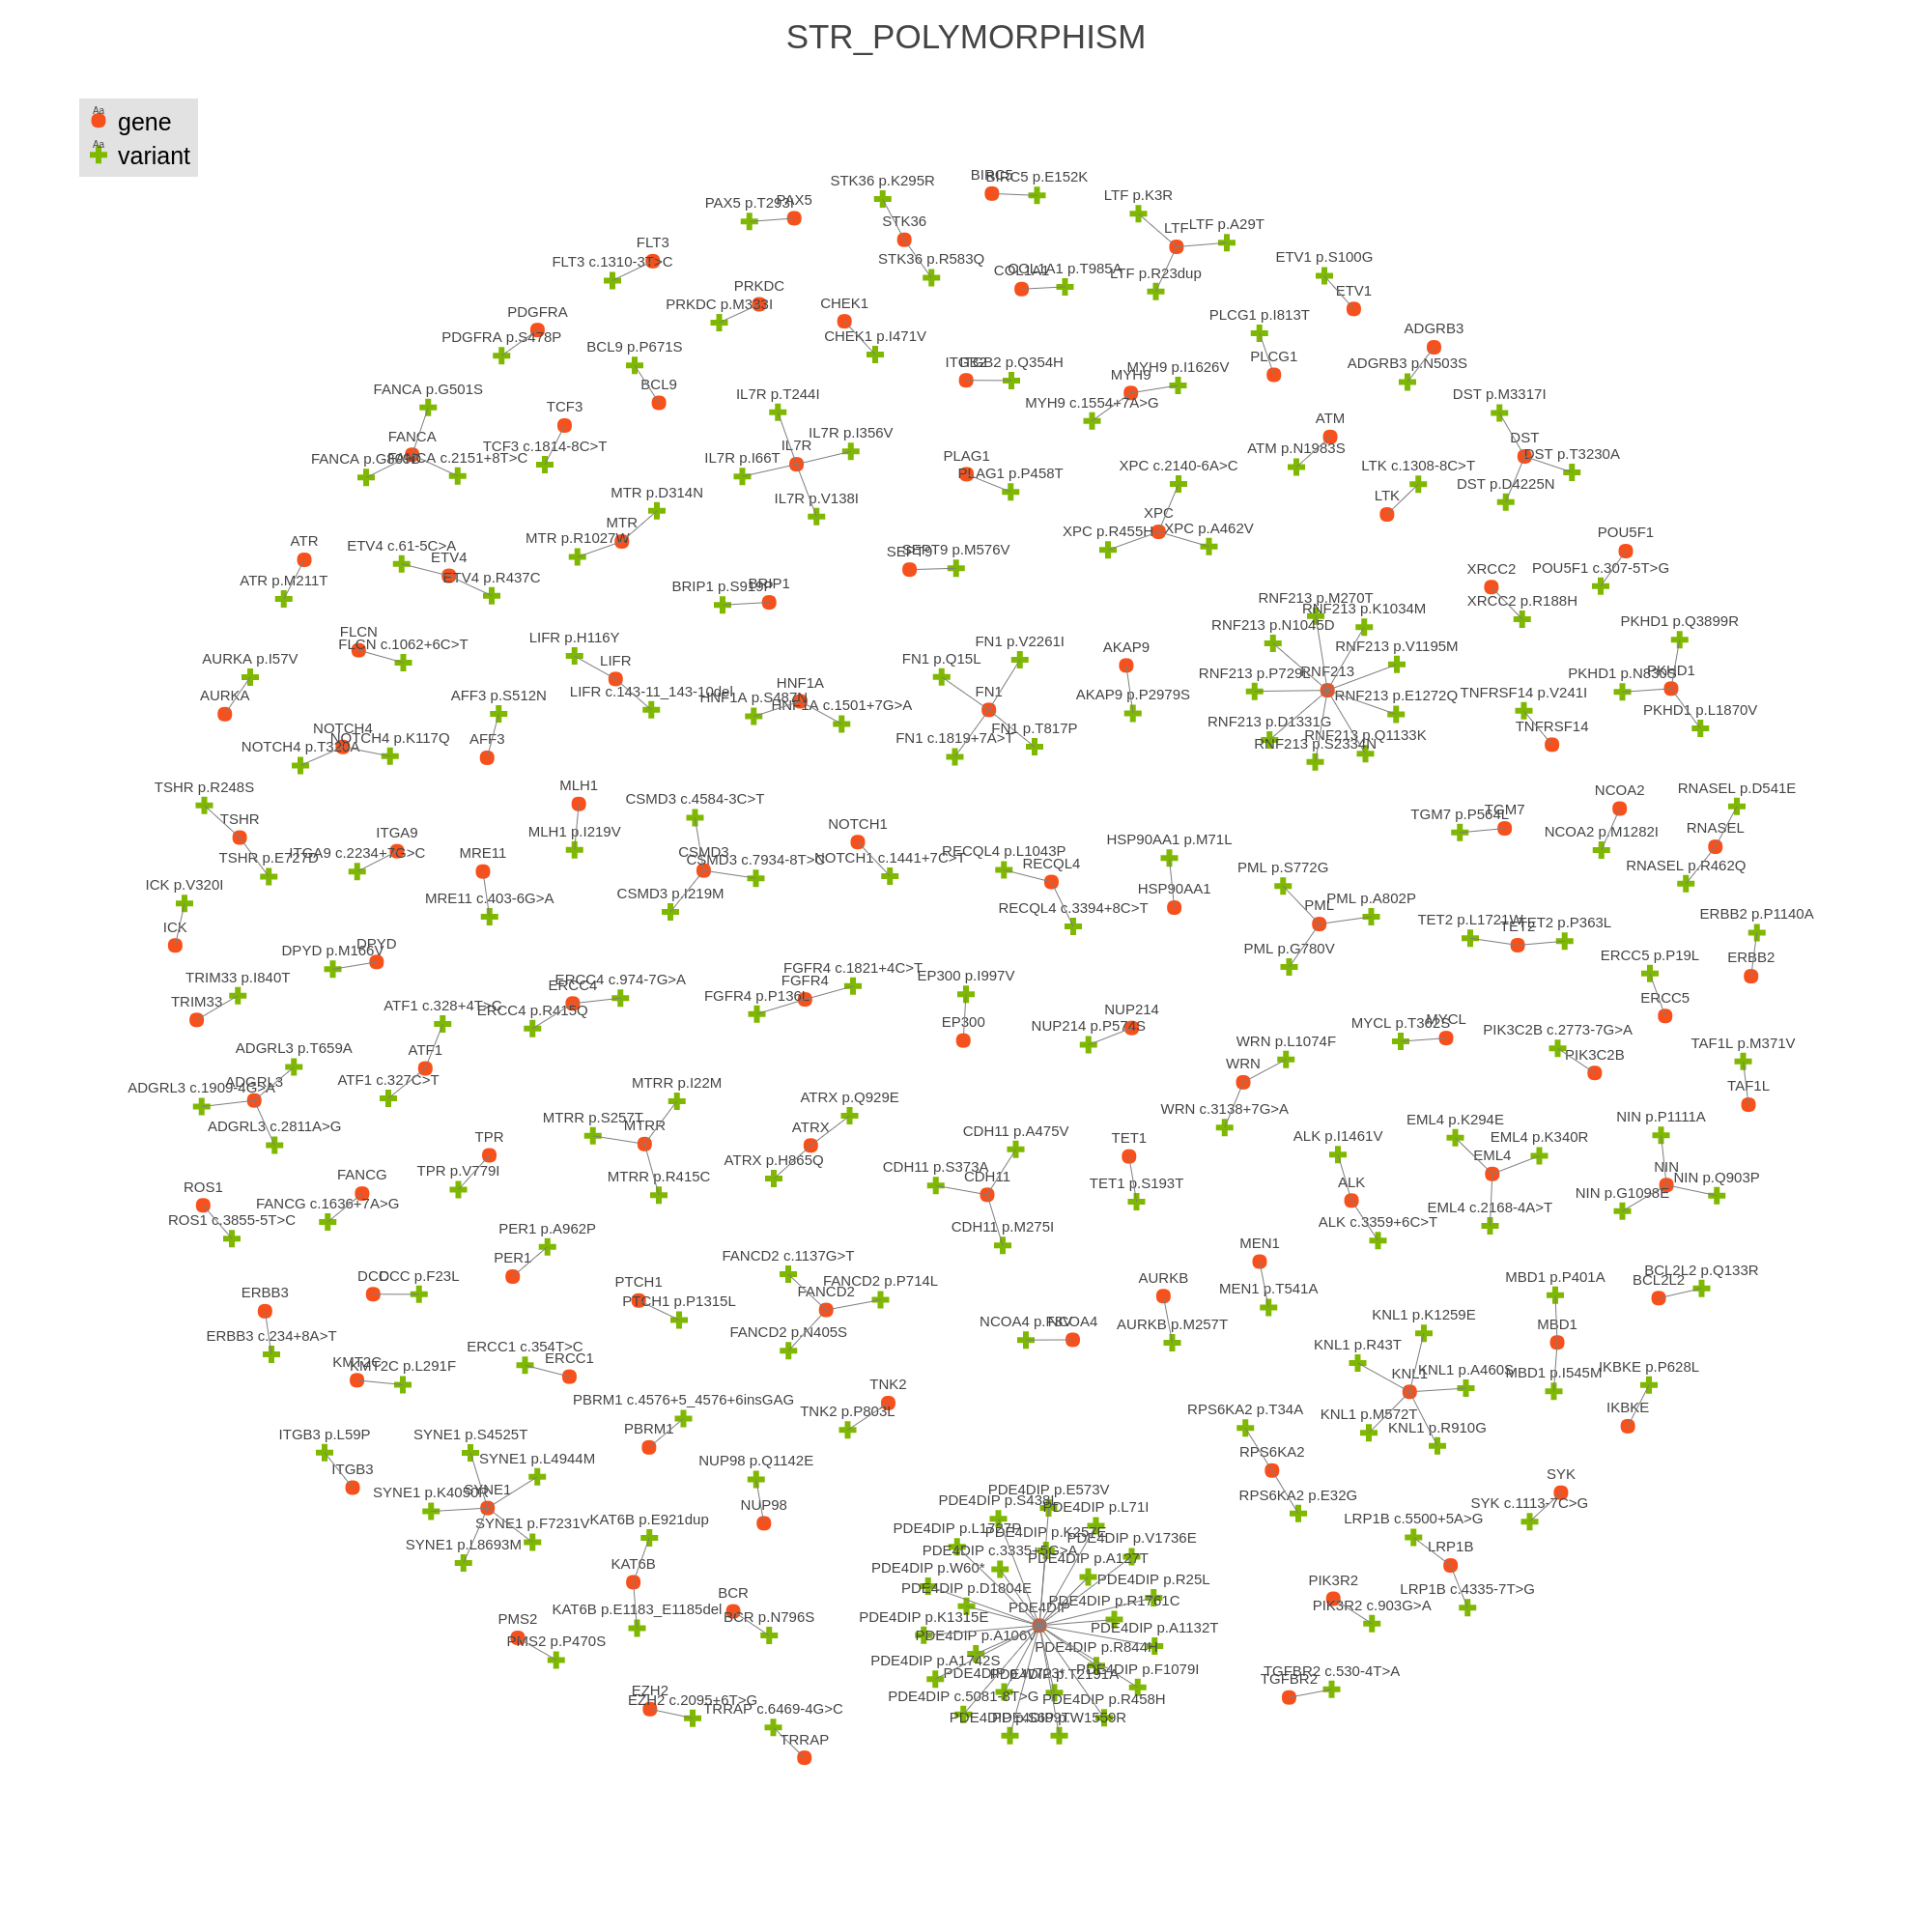 STR_POLYMORPHISM
Aa
gene
Aa
variant
BIRC5
BIRC5 p.E152K
STK36 p.K295R
STK36
STK36 p.R583Q
PAX5 p.T293I
PAX5
LTF p.K3R
LTF
LTF p.A29T
LTF p.R23dup
FLT3
FLT3 c.1310-3T>C
COL1A1
COL1A1 p.T985A
ETV1 p.S100G
ETV1
PRKDC
PRKDC p.M333I
CHEK1
CHEK1 p.I471V
PDGFRA
PDGFRA p.S478P
PLCG1 p.I813T
PLCG1
ADGRB3
ADGRB3 p.N503S
BCL9 p.P671S
BCL9
ITGB2
ITGB2 p.Q354H
MYH9
MYH9 p.I1626V
MYH9 c.1554+7A>G
FANCA p.G501S
FANCA
FANCA c.2151+8T>C
TCF3
TCF3 c.1814-8C>T
IL7R p.T244I
IL7R p.I356V
IL7R
IL7R p.I66T
IL7R p.V138I
DST p.M3317I
DST
DST p.T3230A
DST p.D4225N
ATM
ATM p.N1983S
PLAG1
PLAG1 p.P458T
XPC c.2140-6A>C
XPC
XPC p.R455H
XPC p.A462V
LTK c.1308-8C>T
LTK
MTR p.D314N
MTR
MTR p.R1027W
ATR
ATR p.M211T
ETV4 c.61-5C>A
ETV4
ETV4 p.R437C
SEPT9
SEPT9 p.M576V
BRIP1 p.S919P
BRIP1
POU5F1
POU5F1 c.307-5T>G
XRCC2
XRCC2 p.R188H
RNF213 p.M270T
RNF213 p.K1034M
RNF213 p.N1045D
RNF213 p.V1195M
RNF213 p.P729L
RNF213
RNF213 p.E1272Q
RNF213 p.D1331G
RNF213 p.Q1133K
RNF213 p.S2334N
PKHD1 p.Q3899R
PKHD1 p.N830S
PKHD1
PKHD1 p.L1870V
FLCN
FLCN c.1062+6C>T
LIFR p.H116Y
LIFR
LIFR c.143-11_143-10del
AURKA p.I57V
AURKA
AFF3 p.S512N
AFF3
HNF1A
HNF1A p.S487N
HNF1A c.1501+7G>A
FN1 p.V2261I
FN1 p.Q15L
FN1
FN1 p.T817P
FN1 c.1819+7A>T
AKAP9
AKAP9 p.P2979S
TNFRSF14 p.V241I
TNFRSF14
NOTCH4
NOTCH4 p.K117Q
NOTCH4 p.T320A
TSHR p.R248S
TSHR
TSHR p.E727D
ITGA9
ITGA9 c.2234+7G>C
MLH1
MLH1 p.I219V
MRE11
MRE11 c.403-6G>A
CSMD3 c.4584-3C>T
CSMD3
CSMD3 c.7934-8T>C
CSMD3 p.I219M
NOTCH1
NOTCH1 c.1441+7C>T
RECQL4 p.L1043P
RECQL4
RECQL4 c.3394+8C>T
HSP90AA1 p.M71L
HSP90AA1
TGM7 p.P564L
TGM7
NCOA2
NCOA2 p.M1282I
RNASEL p.D541E
RNASEL
RNASEL p.R462Q
PML p.S772G
PML
PML p.A802P
PML p.G780V
TET2 p.L1721W
TET2
TET2 p.P363L
ERBB2 p.P1140A
ERBB2
ERCC5 p.P19L
ERCC5
ICK p.V320I
ICK
DPYD p.M166V
DPYD
TRIM33 p.I840T
TRIM33
ERCC4
ERCC4 c.974-7G>A
ERCC4 p.R415Q
FGFR4 c.1821+4C>T
FGFR4
FGFR4 p.P136L
EP300 p.I997V
EP300
NUP214
NUP214 p.P574S
ATF1 c.328+4T>C
ATF1
ATF1 c.327C>T
MYCL p.T362S
MYCL
PIK3C2B c.2773-7G>A
PIK3C2B
TAF1L p.M371V
TAF1L
WRN p.L1074F
WRN
WRN c.3138+7G>A
ADGRL3 p.T659A
ADGRL3
ADGRL3 c.1909-4G>A
ADGRL3 c.2811A>G
MTRR p.I22M
MTRR p.S257T
MTRR
MTRR p.R415C
ATRX p.Q929E
ATRX
ATRX p.H865Q
TPR
TPR p.V779I
CDH11 p.A475V
CDH11 p.S373A
CDH11
CDH11 p.M275I
TET1
TET1 p.S193T
ALK p.I1461V
ALK
ALK c.3359+6C>T
EML4 p.K294E
EML4 p.K340R
EML4
EML4 c.2168-4A>T
NIN p.P1111A
NIN
NIN p.Q903P
NIN p.G1098E
FANCG
FANCG c.1636+7A>G
ROS1
ROS1 c.3855-5T>C
PER1 p.A962P
PER1
FANCD2 c.1137G>T
FANCD2 p.P714L
FANCD2
FANCD2 p.N405S
DCC
DCC p.F23L
PTCH1
PTCH1 p.P1315L
MEN1
MEN1 p.T541A
AURKB
AURKB p.M257T
MBD1 p.P401A
MBD1
MBD1 p.I545M
BCL2L2
BCL2L2 p.Q133R
ERBB3
ERBB3 c.234+8A>T
NCOA4
KNL1 p.K1259E
KNL1 p.R43T
KNL1
KNL1 p.A460S
KNL1 p.M572T
KNL1 p.R910G
ERCC1 c.354T>C
ERCC1
KMT2C
KMT2C p.L291F
IKBKE p.P628L
IKBKE
TNK2
TNK2 p.P803L
PBRM1 c.4576+5_4576+6insGAG
PBRM1
RPS6KA2 p.T34A
RPS6KA2
RPS6KA2 p.E32G
ITGB3 p.L59P
ITGB3
SYNE1 p.S4525T
SYNE1 p.L4944M
SYNE1 p.K4050R
SYNE1
SYNE1 p.F7231V
SYNE1 p.L8693M
NUP98 p.Q1142E
NUP98
SYK
SYK c.1113-7C>G
KAT6B p.E921dup
KAT6B
KAT6B p.E1183_E1185del
LRP1B c.5500+5A>G
LRP1B
LRP1B c.4335-7T>G
PDE4DIP p.E573V
PDE4DIP p.S438L
PDE4DIP p.L71I
PDE4DIP p.L1727P
PDE4DIP p.K257E
PDE4DIP p.V1736E
PDE4DIP c.3335+5G>A
PDE4DIP p.A127T
PDE4DIP p.W60*
PDE4DIP p.R25L
PDE4DIP p.D1804E
PDE4DIP p.R1761C
PDE4DIP
PDE4DIP p.K1315E
PDE4DIP p.A1132T
PDE4DIP p.A106V
PDE4DIP p.R844H
PDE4DIP p.A1742S
PDE4DIP p.F1079I
PDE4DIP p.T2191A
PDE4DIP c.5081-8T>G
PDE4DIP p.R458H
PDE4DIP p.W1559R
PIK3R2
PIK3R2 c.903G>A
BCR
BCR p.N796S
PMS2
PMS2 p.P470S
TGFBR2 c.530-4T>A
TGFBR2
EZH2
EZH2 c.2095+6T>G
TRRAP c.6469-4G>C
TRRAP